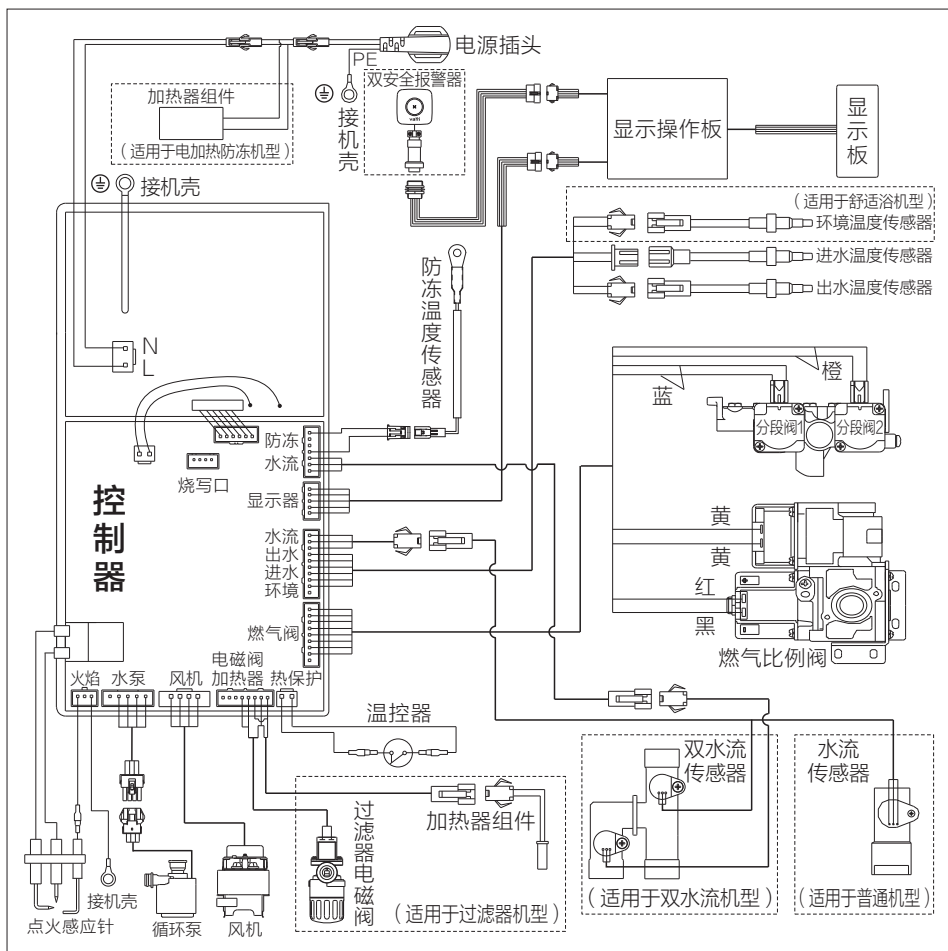 PE
电源插头
加热器组件
（适用于电加热防冻机型）
接机壳
双安全报警器
vatti
显示操作板
显示板
接机壳
（适用于舒适浴机型）
环境温度传感器
进水温度传感器
出水温度传感器
防冻温度传感器
N
L
橙
蓝
分段阀1
分段阀2
防冻
水流
烧写口
显示器
控制器
水流
出水
进水
环境
黄
黄
红
黑
燃气阀
燃气比例阀
火焰
水泵
风机
电磁阀
加热器
热保护
温控器
双水流
传感器
水流
传感器
过滤器电磁阀
加热器组件
接机壳
点火感应针
循环泵
风机
（适用于过滤器机型）
（适用于双水流机型）
（适用于普通机型）